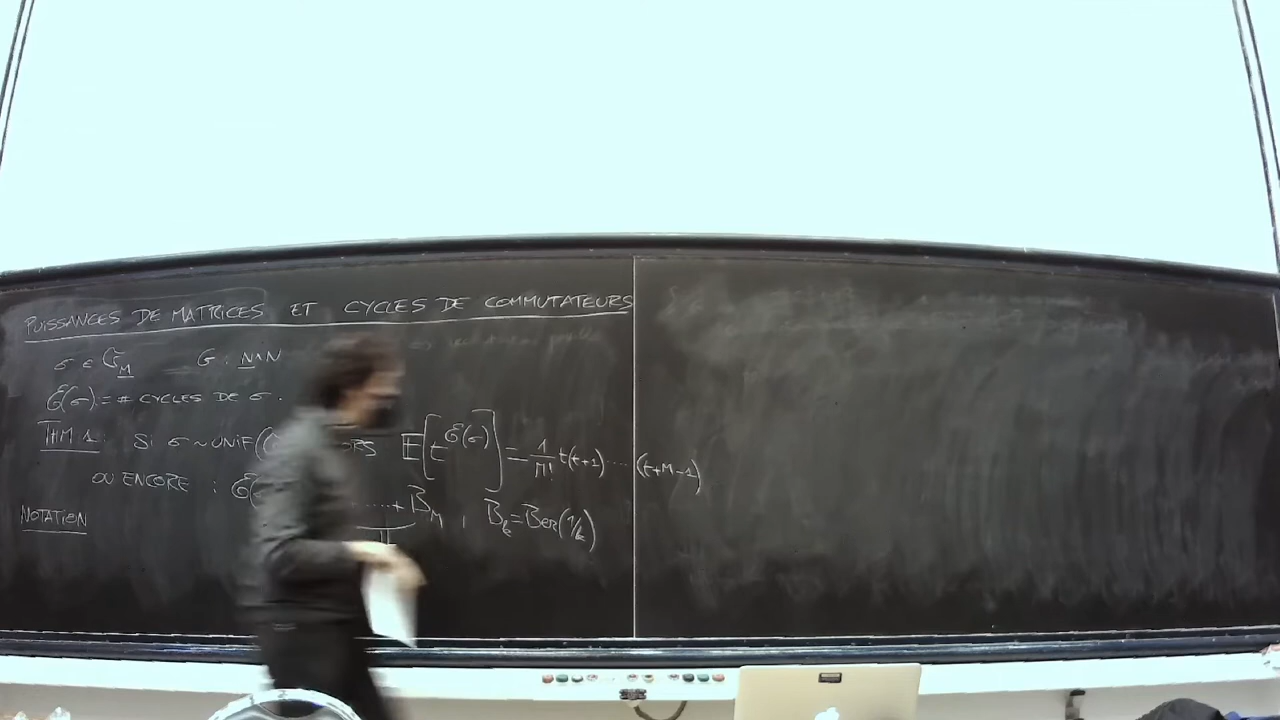 PUISSANCES DE MATRICES ET CYCLES DE COMMUTATEURS
σ ∈ 𝔖_M G : N×N
𝒞(σ) = # CYCLES DE σ.
THM 1 : SI σ ~ UNIF( ORS E[t^𝒞(σ)] = 1/M! t(t+1) ... (t+M-1)
OU ENCORE : 𝒞( .....+ B_M , B_k = Ber(1/k)
⫫
NOTATION